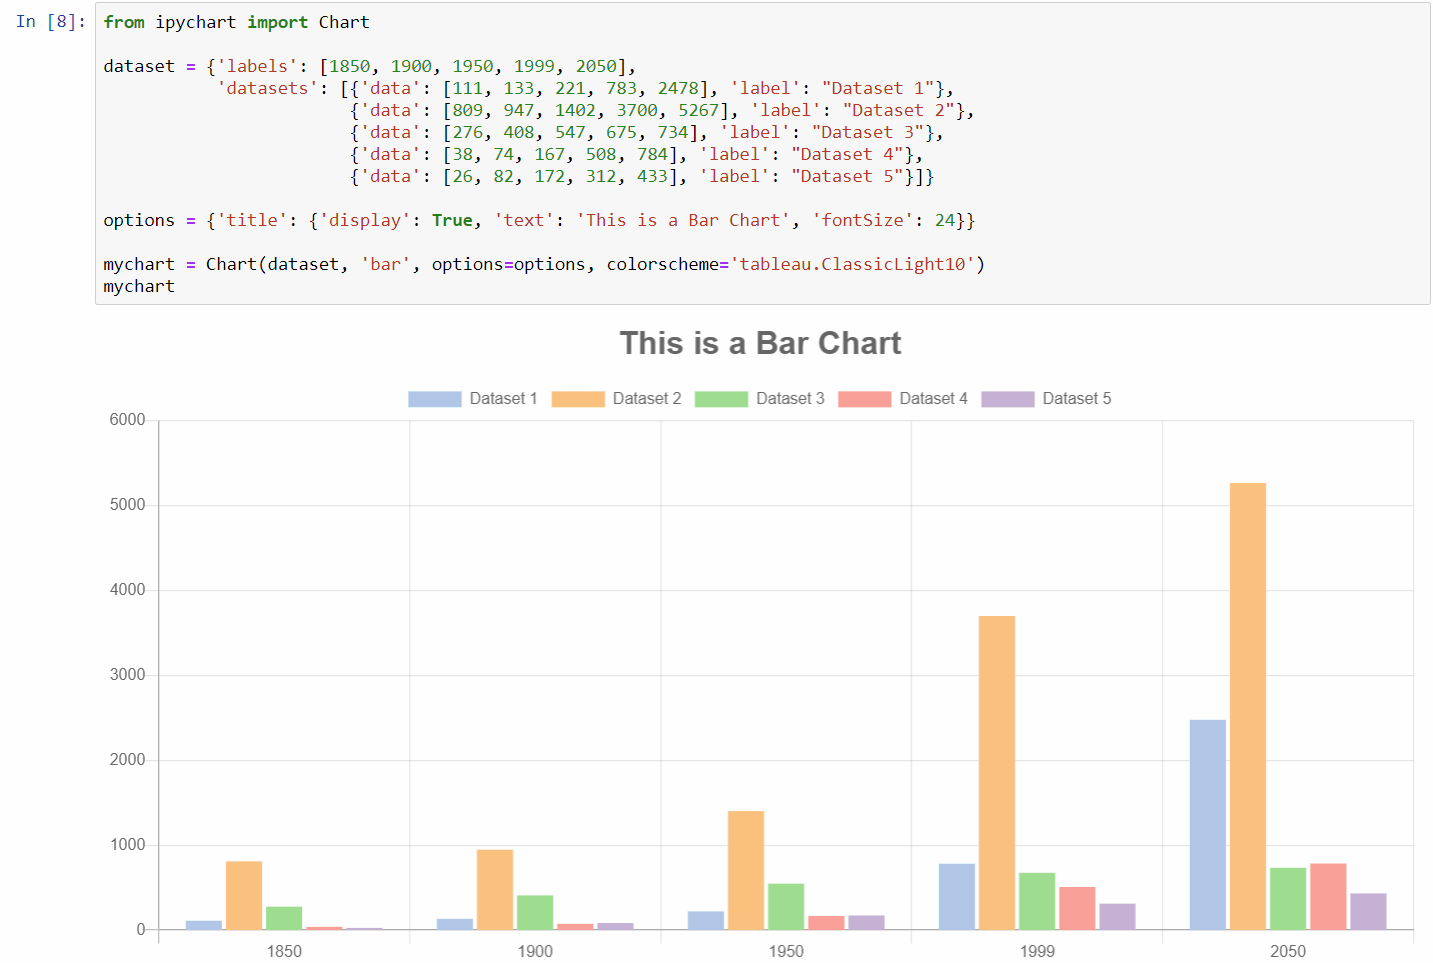 In [8]:
from ipychart import Chart
dataset = {'labels': [1850, 1900, 1950, 1999, 2050],
'datasets': [{'data': [111, 133, 221, 783, 2478], 'label': "Dataset 1"},
{'data': [809, 947, 1402, 3700, 5267], 'label': "Dataset 2"},
{'data': [276, 408, 547, 675, 734], 'label': "Dataset 3"},
{'data': [38, 74, 167, 508, 784], 'label': "Dataset 4"},
{'data': [26, 82, 172, 312, 433], 'label': "Dataset 5"}]}
options = {'title': {'display': True, 'text': 'This is a Bar Chart', 'fontSize': 24}}
mychart = Chart(dataset, 'bar', options=options, colorscheme='tableau.ClassicLight10')
mychart
This is a Bar Chart
Dataset 1 Dataset 2 Dataset 3 Dataset 4 Dataset 5
6000
5000
4000
3000
2000
1000
0
1850 1900 1950 1999 2050